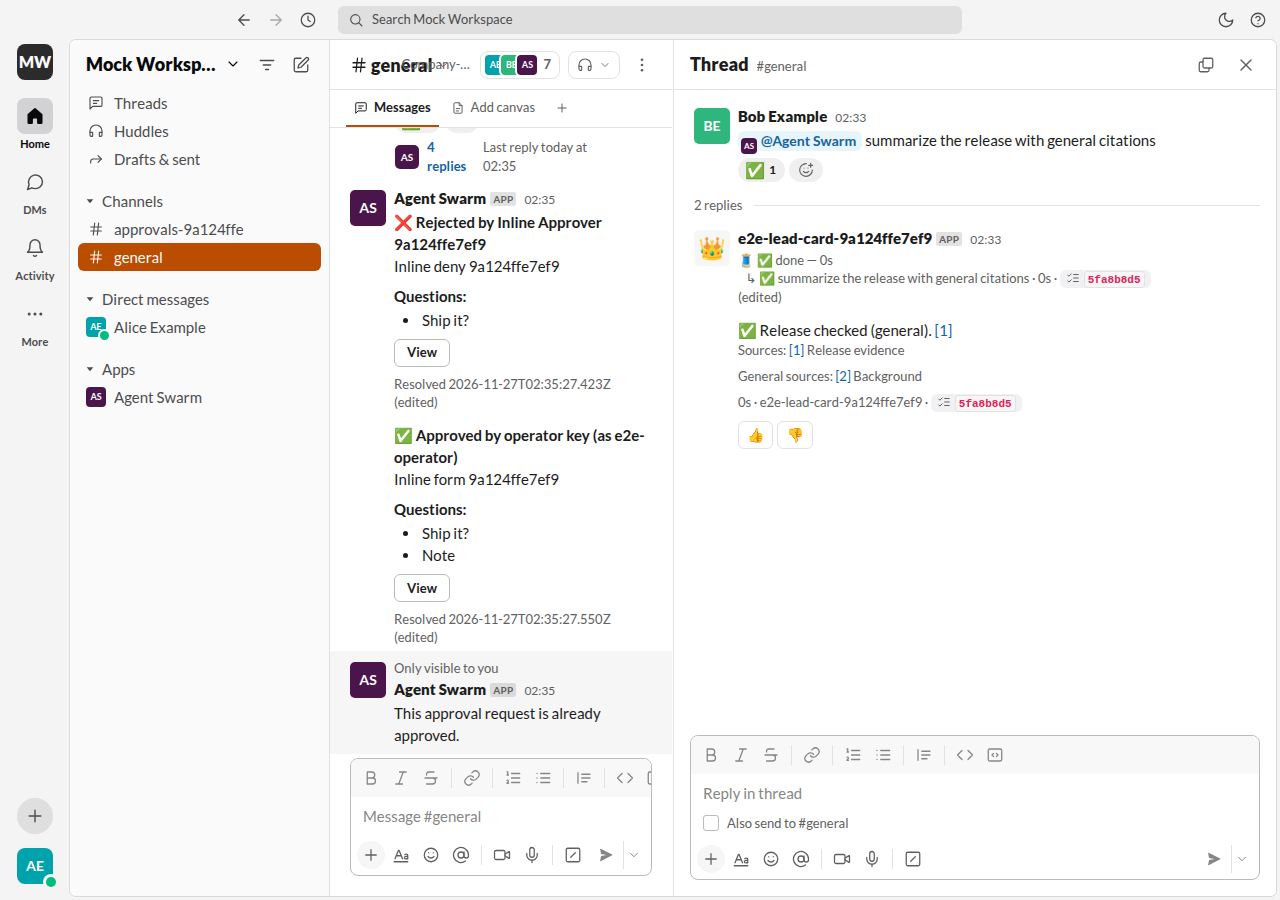 Search Mock Workspace
MW
Home
DMs
Activity
More
AE
Mock Worksp...
Threads
Huddles
Drafts & sent
Channels
approvals-9a124ffe
general
Direct messages
AE Alice Example
Apps
AS Agent Swarm
# general
Company-...
AE BE AS 7
Messages
Add canvas
AS 4 replies Last reply today at 02:35
AS
Agent Swarm APP 02:35
❌ Rejected by Inline Approver
9a124ffe7ef9
Inline deny 9a124ffe7ef9
Questions:
• Ship it?
View
Resolved 2026-11-27T02:35:27.423Z
(edited)
✅ Approved by operator key (as e2e-
operator)
Inline form 9a124ffe7ef9
Questions:
• Ship it?
• Note
View
Resolved 2026-11-27T02:35:27.550Z
(edited)
Only visible to you
AS
Agent Swarm APP 02:35
This approval request is already
approved.
Message #general
Aa
Thread #general
BE
Bob Example 02:33
AS @Agent Swarm summarize the release with general citations
✅ 1
2 replies
e2e-lead-card-9a124ffe7ef9 APP 02:33
🧵 ✅ done — 0s
↳ ✅ summarize the release with general citations · 0s · 5fa8b8d5
(edited)
✅ Release checked (general). [1]
Sources: [1] Release evidence
General sources: [2] Background
0s · e2e-lead-card-9a124ffe7ef9 · 5fa8b8d5
Reply in thread
Also send to #general
Aa